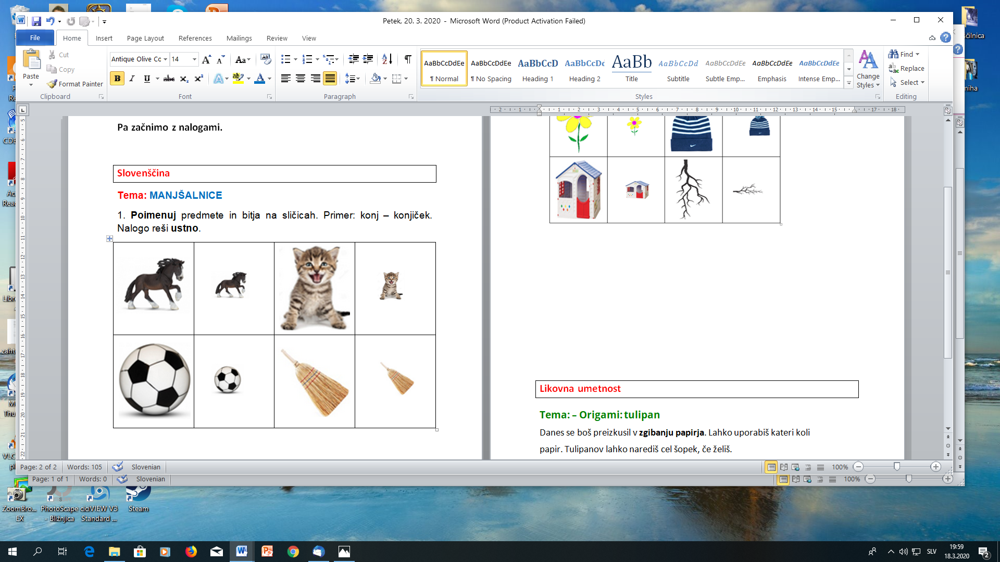 Petek, 20. 3. 2020 - Microsoft Word (Product Activation Failed)
File Home Insert Page Layout References Mailings Review View
Paste
Cut
Copy
Format Painter
Clipboard
Antique Olive Co 14
Font
Paragraph
AaBbCcDdEe AaBbCcDdEe AaBbCcD AaBbCcDc AaBb AaBbCcDd AaBbCcDdEe AaBbCcDdEe AaBbCcDdEe
¶ Normal ¶ No Spacing Heading 1 Heading 2 Title Subtitle Subtle Emp... Emphasis Intense Emp...
Styles
Change Styles
Find
Replace
Select
Editing
Pa začnimo z nalogami.
Slovenščina
Tema: MANJŠALNICE
1. Poimenuj predmete in bitja na sličicah. Primer: konj – konjiček.
Nalogo reši ustno.
Likovna umetnost
Tema: – Origami: tulipan
Danes se boš preizkusil v zgibanju papirja. Lahko uporabiš kateri koli
papir. Tulipanov lahko narediš cel šopek, če želiš.
Page: 2 of 2 Words: 105 Slovenian 100%
Page: 1 of 1 Words: 0 Slovenian 100%
ZoomBro... EX
PhotoScape - Bližnjica
ciciVIEW V3 Standard ...
Steam
SLV
19:59
18.3.2020
2